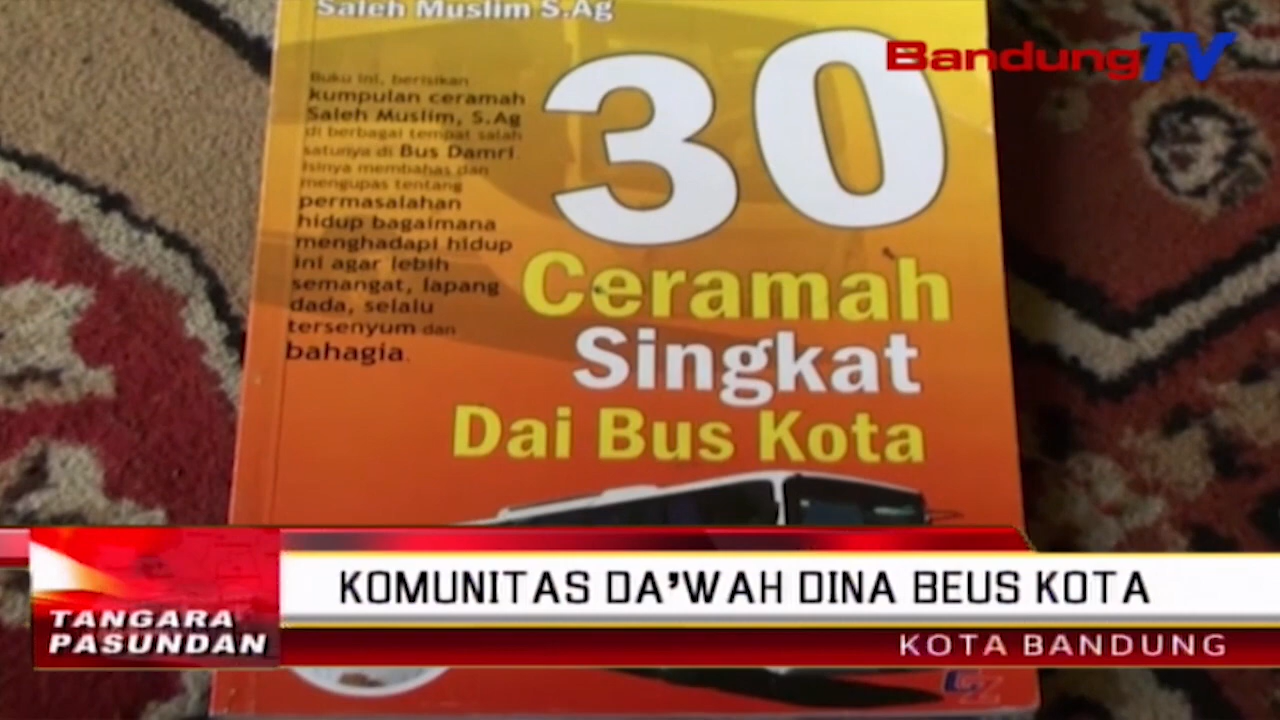 Saleh Muslim S.Ag
BandungTV
30
Buku ini, berisikan
kumpulan ceramah
Saleh Muslim, S.Ag
di berbagai tempat salah
satunya di Bus Damri.
Isinya membahas dan
mengupas tentang
permasalahan
hidup bagaimana
menghadapi hidup
ini agar lebih
semangat, lapang
dada, selalu
tersenyum dan
bahagia.
Ceramah
Singkat
Dai Bus Kota
KOMUNITAS DA'WAH DINA BEUS KOTA
TANGARA
PASUNDAN
KOTA BANDUNG